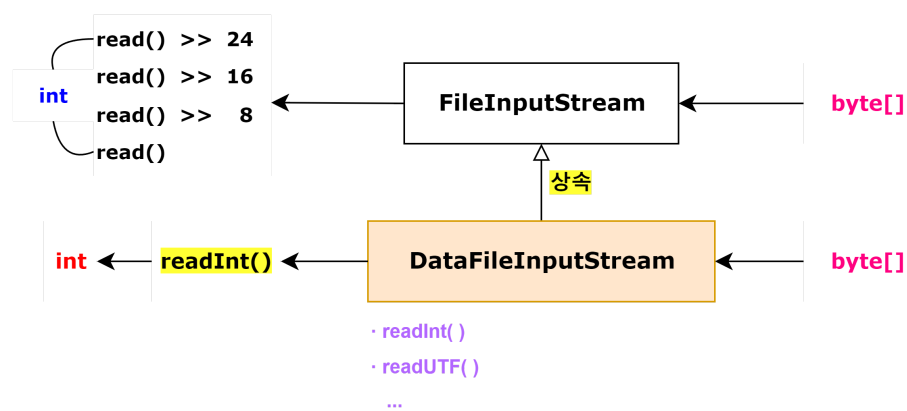 read() >> 24
read() >> 16
int
read() >> 8
read()
FileInputStream
byte[]
상속
int
readInt()
DataFileInputStream
byte[]
· readInt( )
· readUTF( )
...